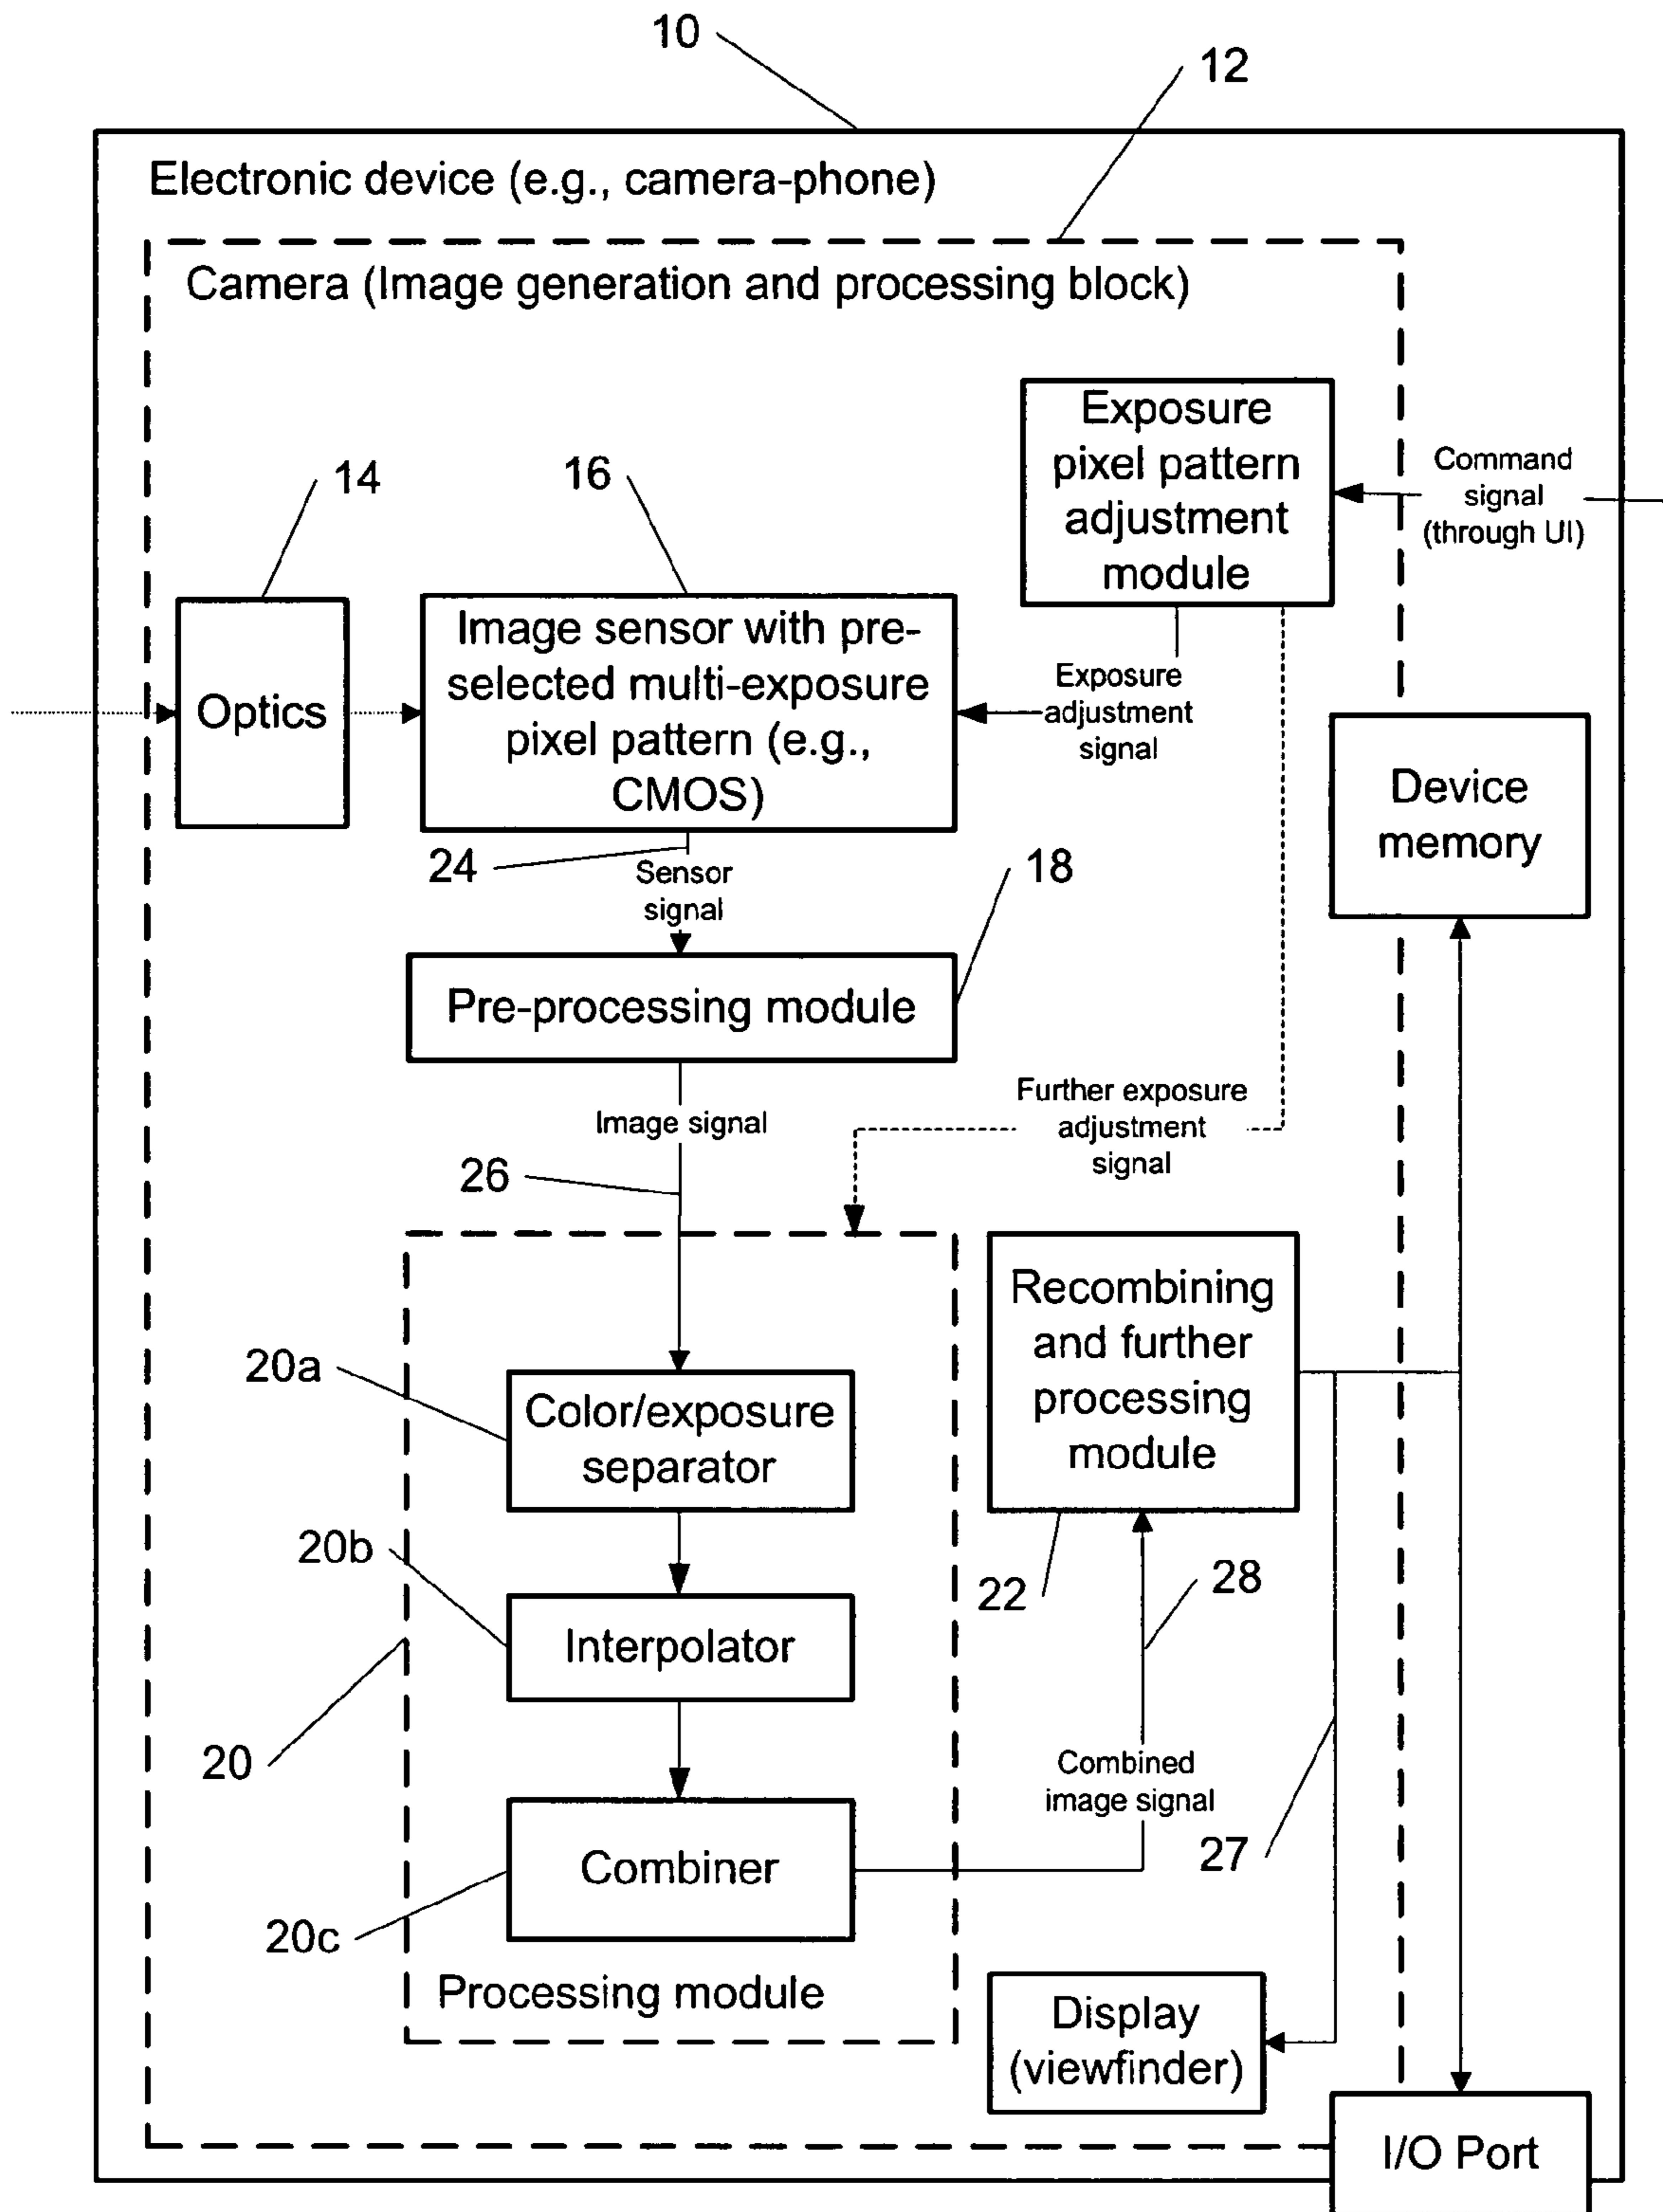 10
12
Electronic device (e.g., camera-phone)
Camera (Image generation and processing block)
Exposure
pixel pattern
adjustment
module
Command
signal
(through UI)
14
16
Optics
Image sensor with pre-
selected multi-exposure
pixel pattern (e.g.,
CMOS)
Exposure
adjustment
signal
Device
memory
24
Sensor
signal
18
Pre-processing module
Image signal
Further exposure
adjustment
signal
26
Recombining
and further
processing
module
20a
Color/exposure
separator
20b
22
28
Interpolator
20
Combined
image signal
27
Combiner
20c
Processing module
Display
(viewfinder)
I/O Port